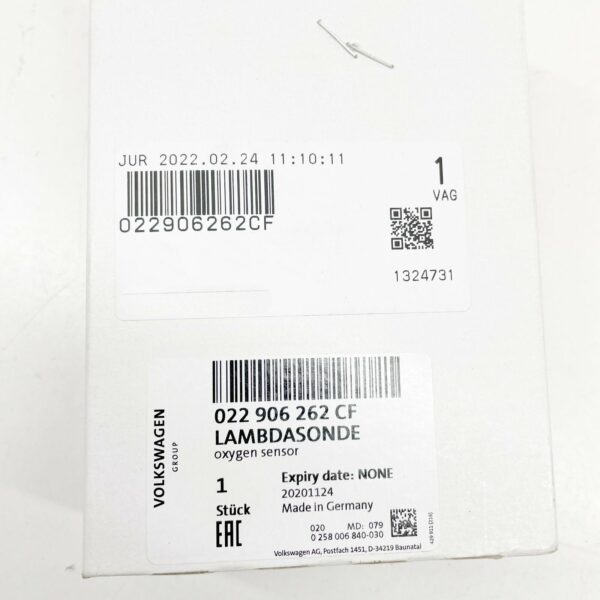 JUR 2022.02.24 11:10:11
1
VAG
022906262CF
1324731
022 906 262 CF
LAMBDASONDE
oxygen sensor
VOLKSWAGEN
GROUP
1
Stück
Expiry date: NONE
20201124
Made in Germany
EAC
020 MD: 079
0 258 006 840-030
Volkswagen AG, Postfach 1451, D-34219 Baunatal